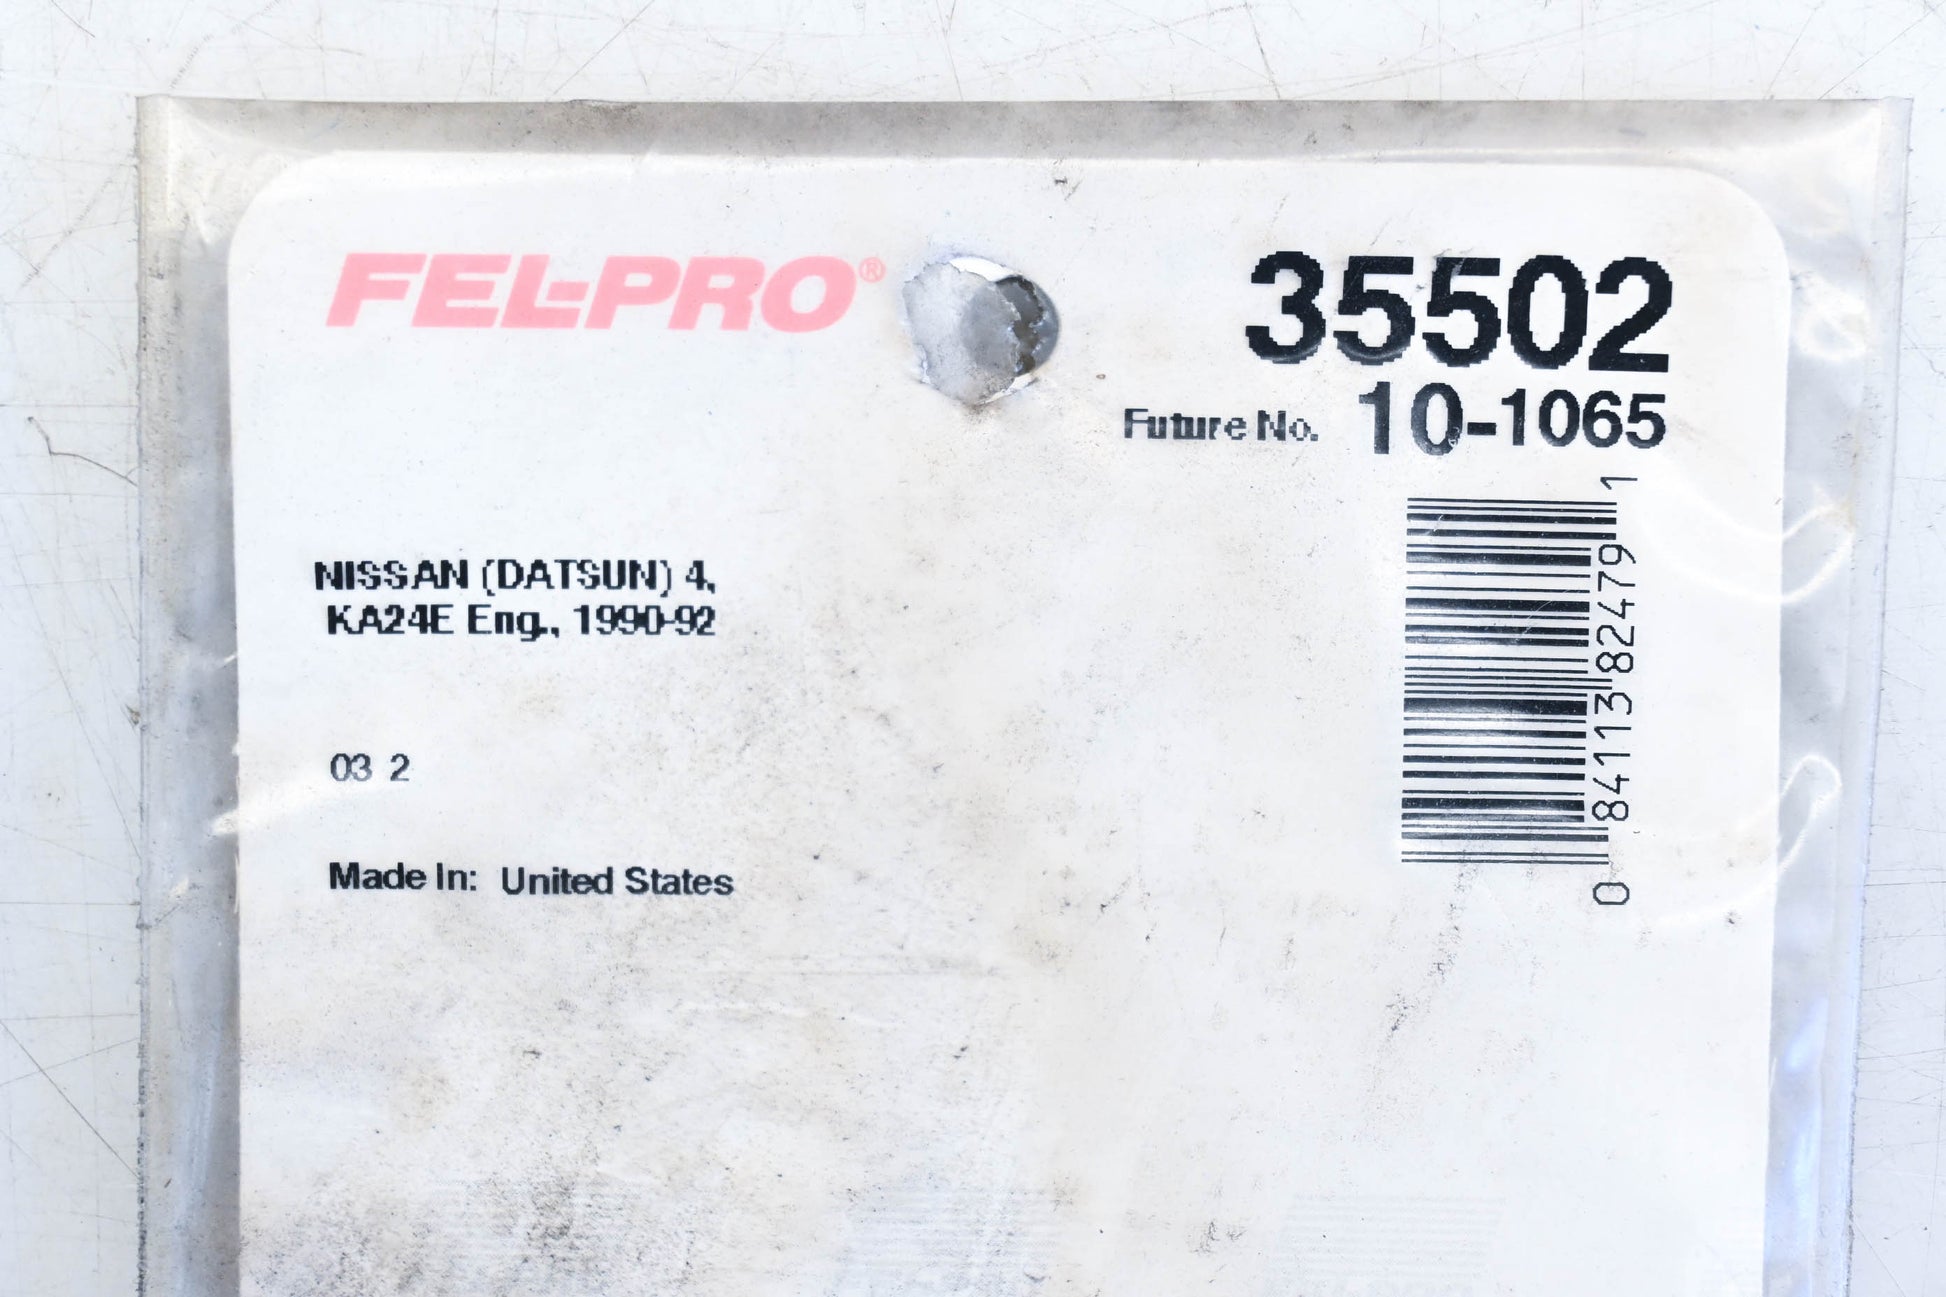 FEL-PRO®
35502
Future No. 10-1065
NISSAN (DATSUN) 4,
KA24E Eng., 1990-92
03 2
Made In: United States
0 84113 82479 1